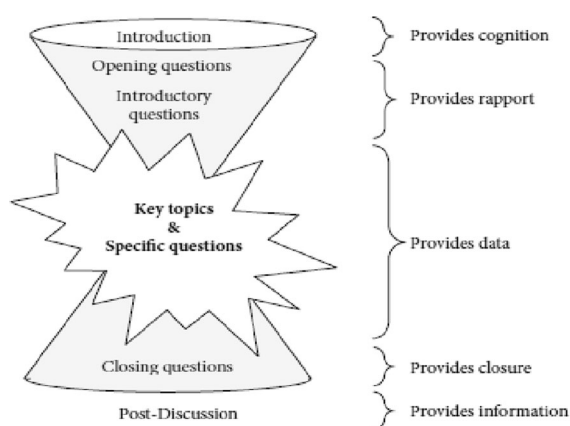 Introduction
Provides cognition
Opening questions
Introductory
questions
Provides rapport
Key topics
&
Specific questions
Provides data
Closing questions
Provides closure
Post-Discussion
Provides information